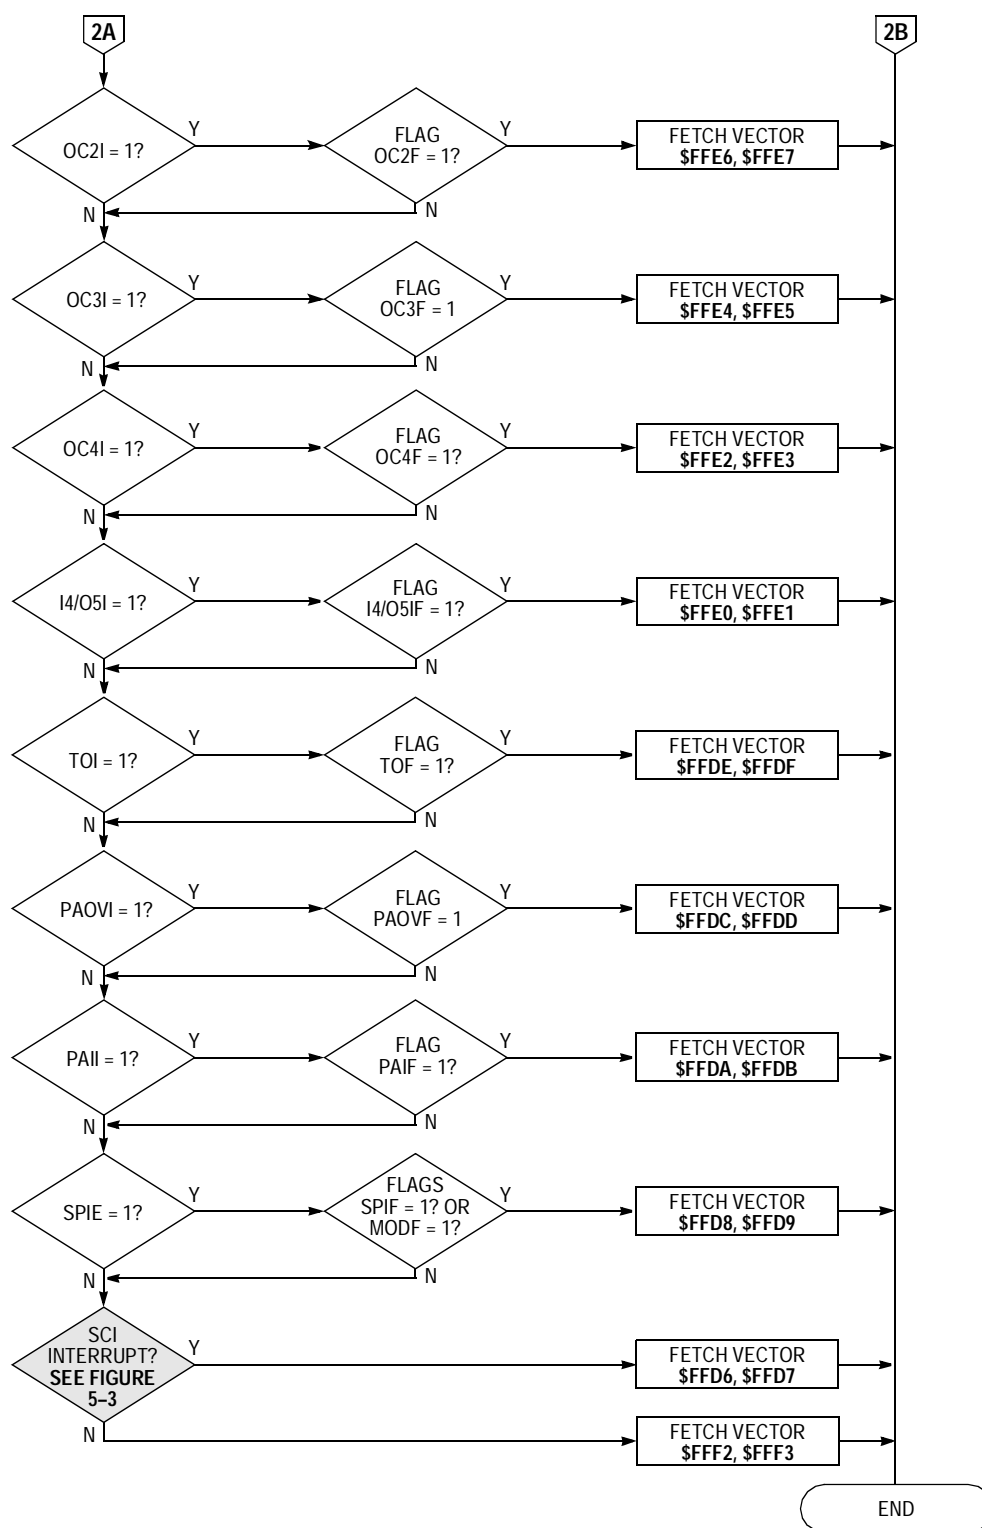 2A
2B
OC2I = 1?
Y
FLAG
OC2F = 1?
Y
FETCH VECTOR
$FFE6, $FFE7
N
N
OC3I = 1?
Y
FLAG
OC3F = 1
Y
FETCH VECTOR
$FFE4, $FFE5
N
N
OC4I = 1?
Y
FLAG
OC4F = 1?
Y
FETCH VECTOR
$FFE2, $FFE3
N
N
I4/O5I = 1?
Y
FLAG
I4/O5IF = 1?
Y
FETCH VECTOR
$FFE0, $FFE1
N
N
TOI = 1?
Y
FLAG
TOF = 1?
Y
FETCH VECTOR
$FFDE, $FFDF
N
N
PAOVI = 1?
Y
FLAG
PAOVF = 1
Y
FETCH VECTOR
$FFDC, $FFDD
N
N
PAII = 1?
Y
FLAG
PAIF = 1?
Y
FETCH VECTOR
$FFDA, $FFDB
N
N
SPIE = 1?
Y
FLAGS
SPIF = 1? OR
MODF = 1?
Y
FETCH VECTOR
$FFD8, $FFD9
N
N
SCI
INTERRUPT?
SEE FIGURE
5–3
Y
FETCH VECTOR
$FFD6, $FFD7
N
FETCH VECTOR
$FFF2, $FFF3
END